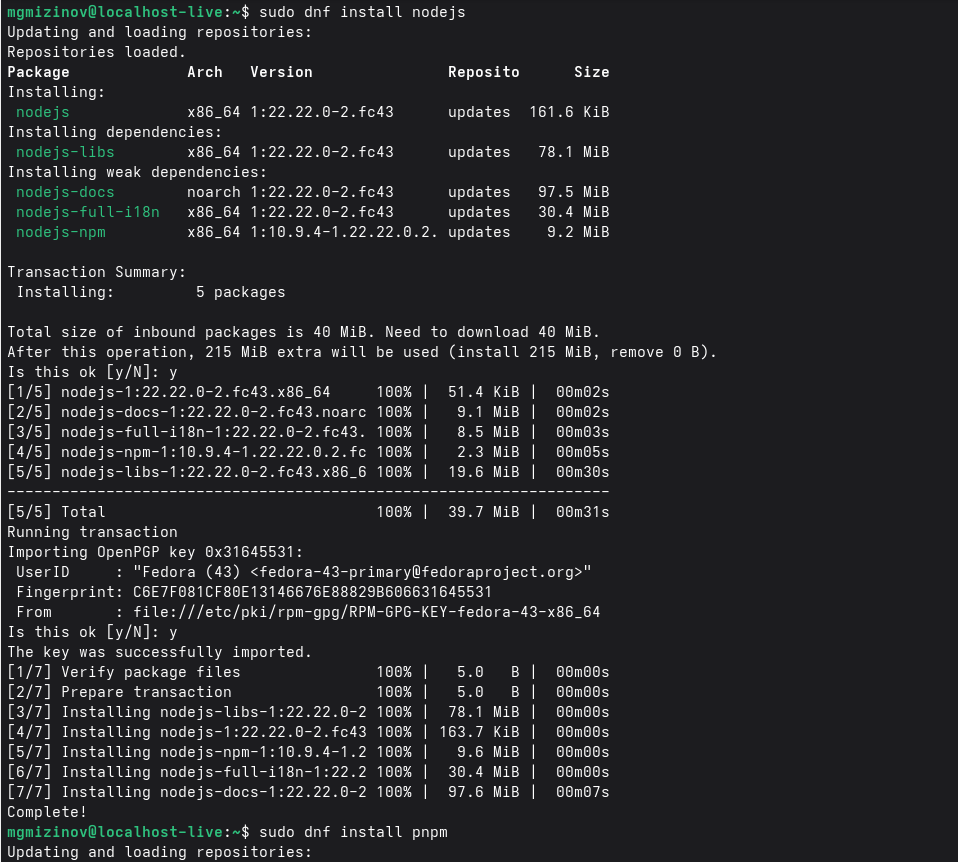 mgmizinov@localhost-live:~$ sudo dnf install nodejs
Updating and loading repositories:
Repositories loaded.
Package             Arch   Version               Reposito      Size
Installing:
 nodejs             x86_64 1:22.22.0-2.fc43      updates  161.6 KiB
Installing dependencies:
 nodejs-libs        x86_64 1:22.22.0-2.fc43      updates   78.1 MiB
Installing weak dependencies:
 nodejs-docs        noarch 1:22.22.0-2.fc43      updates   97.5 MiB
 nodejs-full-i18n   x86_64 1:22.22.0-2.fc43      updates   30.4 MiB
 nodejs-npm         x86_64 1:10.9.4-1.22.22.0.2. updates    9.2 MiB
Transaction Summary:
 Installing:         5 packages
Total size of inbound packages is 40 MiB. Need to download 40 MiB.
After this operation, 215 MiB extra will be used (install 215 MiB, remove 0 B).
Is this ok [y/N]: y
[1/5] nodejs-1:22.22.0-2.fc43.x86_64     100% |  51.4 KiB |  00m02s
[2/5] nodejs-docs-1:22.22.0-2.fc43.noarc 100% |   9.1 MiB |  00m02s
[3/5] nodejs-full-i18n-1:22.22.0-2.fc43. 100% |   8.5 MiB |  00m03s
[4/5] nodejs-npm-1:10.9.4-1.22.22.0.2.fc 100% |   2.3 MiB |  00m05s
[5/5] nodejs-libs-1:22.22.0-2.fc43.x86_6 100% |  19.6 MiB |  00m30s
-------------------------------------------------------------------
[5/5] Total                              100% |  39.7 MiB |  00m31s
Running transaction
Importing OpenPGP key 0x31645531:
 UserID     : "Fedora (43) <fedora-43-primary@fedoraproject.org>"
 Fingerprint: C6E7F081CF80E13146676E88829B606631645531
 From       : file:///etc/pki/rpm-gpg/RPM-GPG-KEY-fedora-43-x86_64
Is this ok [y/N]: y
The key was successfully imported.
[1/7] Verify package files               100% |   5.0   B |  00m00s
[2/7] Prepare transaction                100% |   5.0   B |  00m00s
[3/7] Installing nodejs-libs-1:22.22.0-2 100% |  78.1 MiB |  00m00s
[4/7] Installing nodejs-1:22.22.0-2.fc43 100% | 163.7 KiB |  00m00s
[5/7] Installing nodejs-npm-1:10.9.4-1.2 100% |   9.6 MiB |  00m00s
[6/7] Installing nodejs-full-i18n-1:22.2 100% |  30.4 MiB |  00m00s
[7/7] Installing nodejs-docs-1:22.22.0-2 100% |  97.6 MiB |  00m07s
Complete!
mgmizinov@localhost-live:~$ sudo dnf install pnpm
Updating and loading repositories: